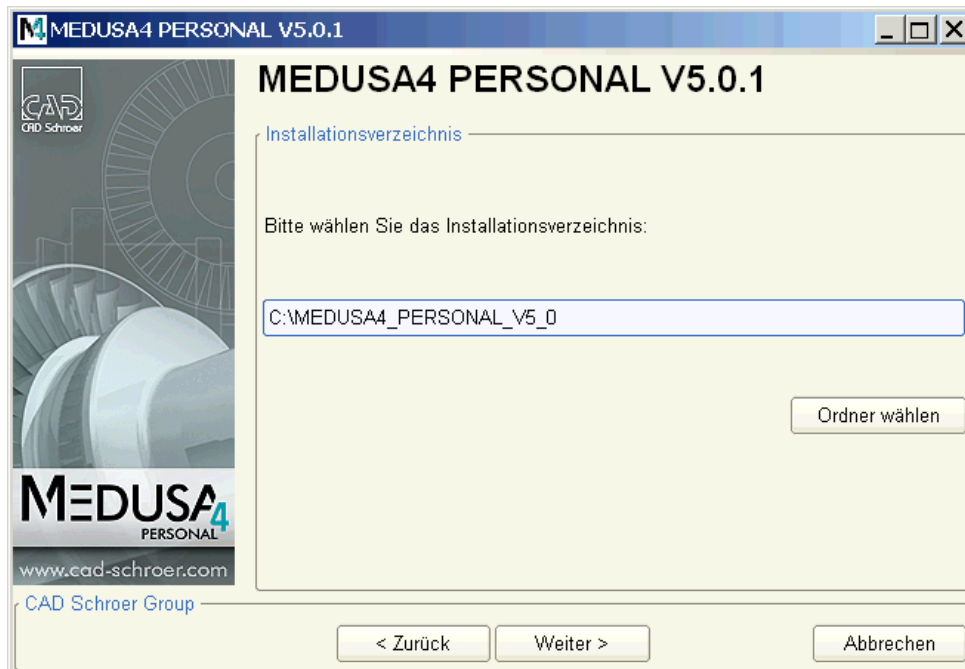 MEDUSA4 PERSONAL V5.0.1
CAD
CAD Schroer
MEDUSA4 PERSONAL V5.0.1
Installationsverzeichnis
Bitte wählen Sie das Installationsverzeichnis:
C:\MEDUSA4_PERSONAL_V5_0
Ordner wählen
MEDUSA4
PERSONAL
www.cad-schroer.com
CAD Schroer Group
< Zurück Weiter > Abbrechen